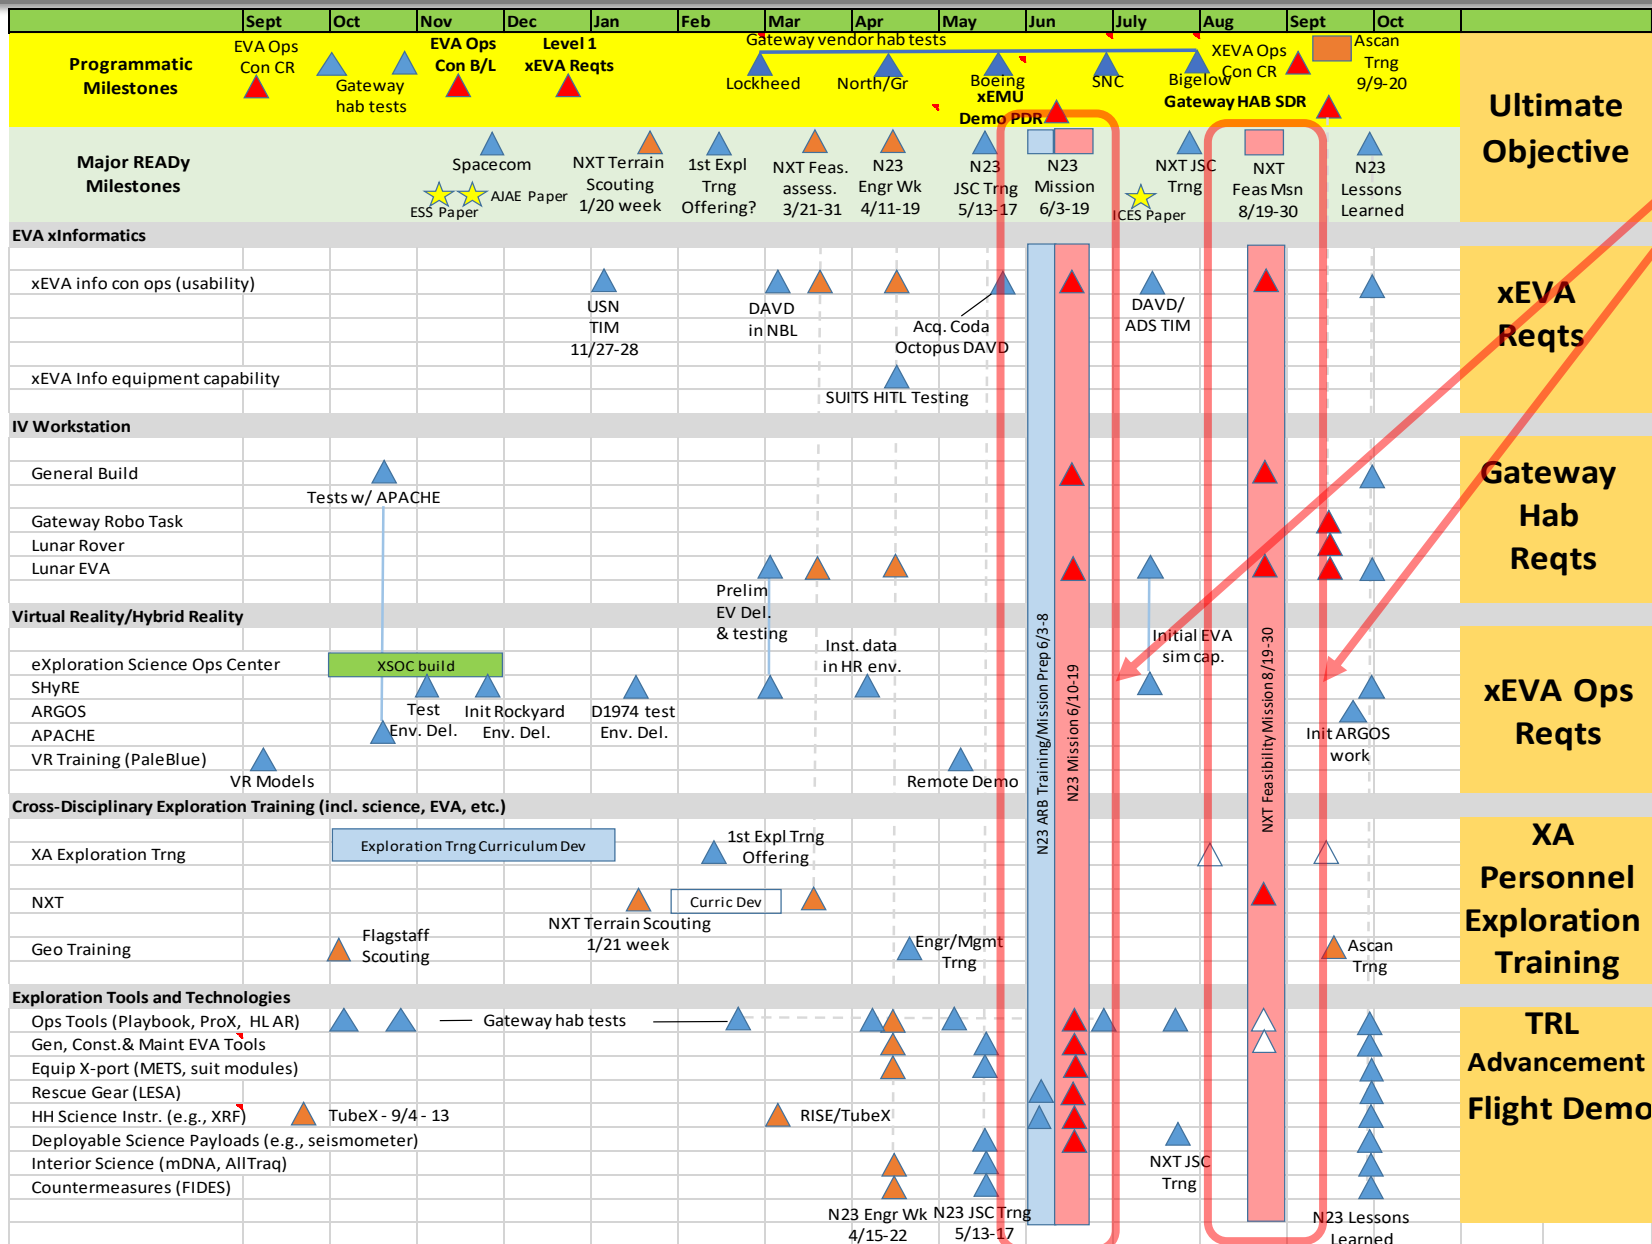 Sept Oct Nov Dec Jan Feb Mar Apr May Jun July Aug Sept Oct
Programmatic
Milestones
EVA Ops
Con CR
Gateway
hab tests
EVA Ops
Con B/L
Level 1
xEVA Reqts
Gateway vendor hab tests
Lockheed
North/Gr
Boeing
xEMU
Demo PDR
SNC
Bigelow
XEVA Ops
Con CR
Gateway HAB SDR
Ascan
Trng
9/9-20
Ultimate
Objective
Major READy
Milestones
Spacecom
ESS Paper
AJAE Paper
NXT Terrain
Scouting
1/20 week
1st Expl
Trng
Offering?
NXT Feas.
assess.
3/21-31
N23
Engr Wk
4/11-19
N23
JSC Trng
5/13-17
N23
Mission
6/3-19
ICES Paper
NXT JSC
Trng
NXT
Feas Msn
8/19-30
N23
Lessons
Learned
EVA xInformatics
xEVA info con ops (usability)
USN
TIM
11/27-28
DAVD
in NBL
Acq. Coda
Octopus DAVD
DAVD/
ADS TIM
xEVA
Reqts
xEVA Info equipment capability
SUITS HITL Testing
IV Workstation
General Build
Tests w/ APACHE
Gateway Robo Task
Lunar Rover
Lunar EVA
Prelim
EV Del.
& testing
Gateway
Hab
Reqts
Virtual Reality/Hybrid Reality
eXploration Science Ops Center
XSOC build
Inst. data
in HR env.
Initial EVA
sim cap.
SHyRE
ARGOS
Test
Env. Del.
Init Rockyard
Env. Del.
D1974 test
Env. Del.
Init ARGOS
work
APACHE
VR Training (PaleBlue)
VR Models
Remote Demo
xEVA Ops
Reqts
N23 ARB Training/Mission Prep 6/3-8
N23 Mission 6/10-19
NXT Feasibility Mission 8/19-30
Cross-Disciplinary Exploration Training (incl. science, EVA, etc.)
XA Exploration Trng
Exploration Trng Curriculum Dev
1st Expl Trng
Offering
NXT
Curric Dev
NXT Terrain Scouting
1/21 week
Geo Training
Flagstaff
Scouting
Engr/Mgmt
Trng
Ascan
Trng
XA
Personnel
Exploration
Training
Exploration Tools and Technologies
Ops Tools (Playbook, ProX, HL AR)
Gateway hab tests
Gen, Const.& Maint EVA Tools
Equip X-port (METS, suit modules)
Rescue Gear (LESA)
HH Science Instr. (e.g., XRF)
TubeX - 9/4 - 13
RISE/TubeX
Deployable Science Payloads (e.g., seismometer)
NXT JSC
Trng
Interior Science (mDNA, AllTraq)
Countermeasures (FIDES)
N23 Engr Wk
4/15-22
N23 JSC Trng
5/13-17
N23 Lessons
Learned
TRL
Advancement
Flight Demo